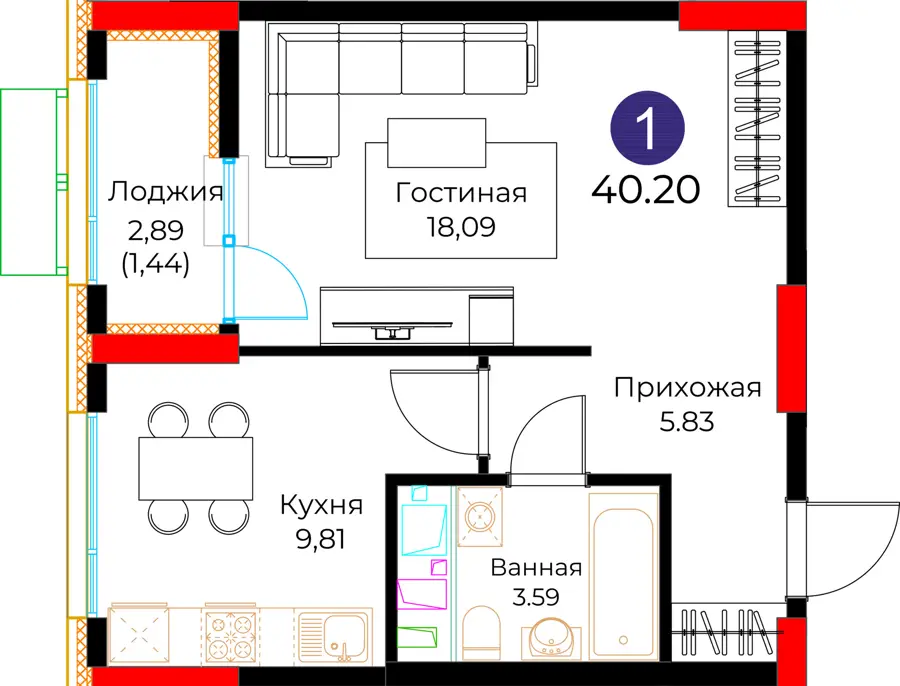 1
40.20
Лоджия
2,89
(1,44)
Гостиная
18,09
Прихожая
5.83
Кухня
9,81
Ванная
3.59